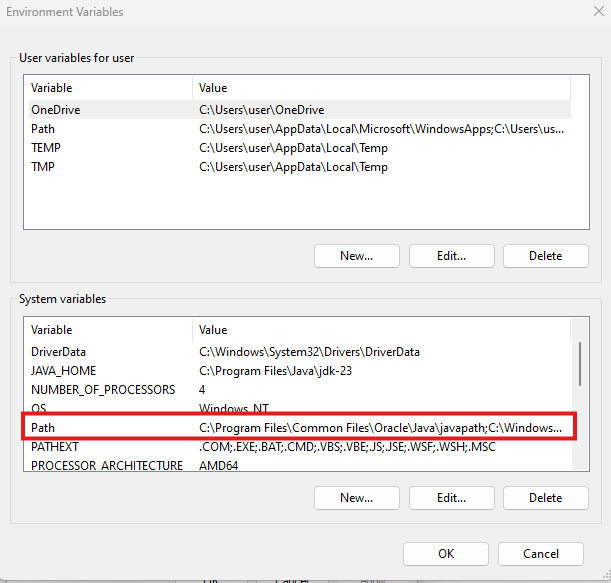 Environment Variables
User variables for user
Variable Value
OneDrive C:\Users\user\OneDrive
Path C:\Users\user\AppData\Local\Microsoft\WindowsApps;C:\Users\us...
TEMP C:\Users\user\AppData\Local\Temp
TMP C:\Users\user\AppData\Local\Temp
New... Edit... Delete
System variables
Variable Value
DriverData C:\Windows\System32\Drivers\DriverData
JAVA_HOME C:\Program Files\Java\jdk-23
NUMBER_OF_PROCESSORS 4
OS Windows_NT
Path C:\Program Files\Common Files\Oracle\Java\javapath;C:\Windows...
PATHEXT .COM;.EXE;.BAT;.CMD;.VBS;.VBE;.JS;.JSE;.WSF;.WSH;.MSC
PROCESSOR_ARCHITECTURE AMD64
New... Edit... Delete
OK Cancel